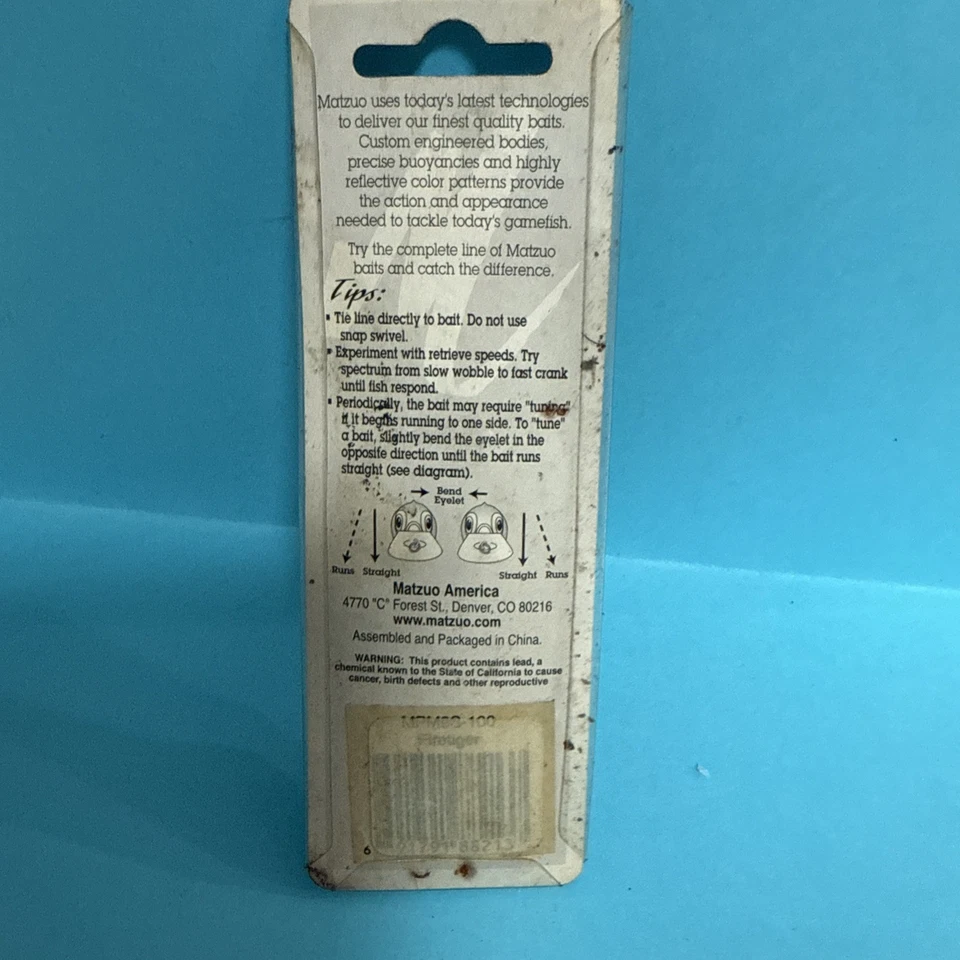 Matzuo uses today's latest technologies
to deliver our finest quality baits.
Custom engineered bodies,
precise buoyancies and highly
reflective color patterns provide
the action and appearance
needed to tackle today's gamefish.
Try the complete line of Matzuo
baits and catch the difference.
Tips:
▪ Tie line directly to bait. Do not use
snap swivel.
▪ Experiment with retrieve speeds. Try
spectrum from slow wobble to fast crank
until fish respond.
▪ Periodically, the bait may require "tuning"
if it begins running to one side. To "tune"
a bait, slightly bend the eyelet in the
opposite direction until the bait runs
straight (see diagram).
Bend
Eyelet
Runs Straight
Straight Runs
Matzuo America
4770 "C" Forest St., Denver, CO 80216
www.matzuo.com
Assembled and Packaged in China.
WARNING: This product contains lead, a
chemical known to the State of California to cause
cancer, birth defects and other reproductive
Firetiger
6